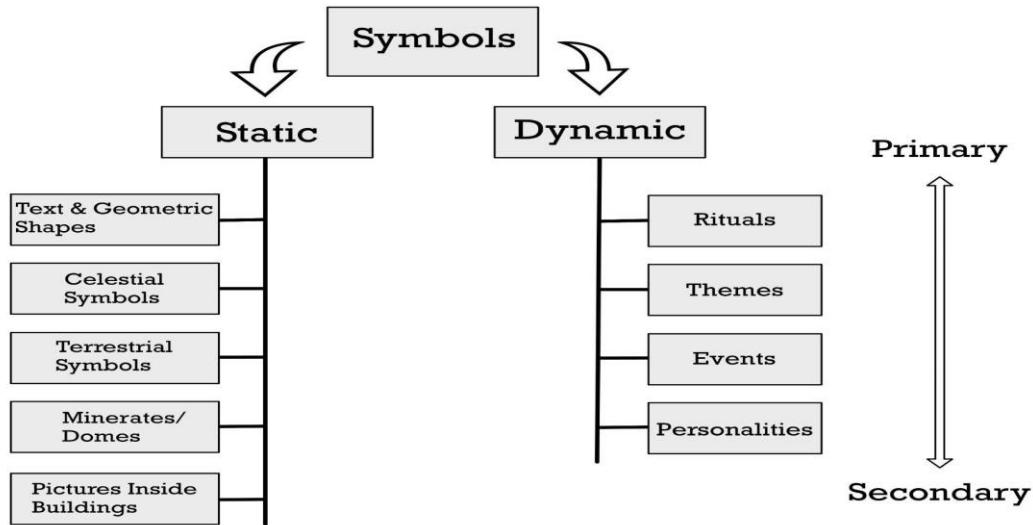 Symbols
Static
Dynamic
Primary
Text & Geometric
Shapes
Rituals
Celestial
Symbols
Themes
Terrestrial
Symbols
Events
Minerates/
Domes
Personalities
Pictures Inside
Buildings
Secondary